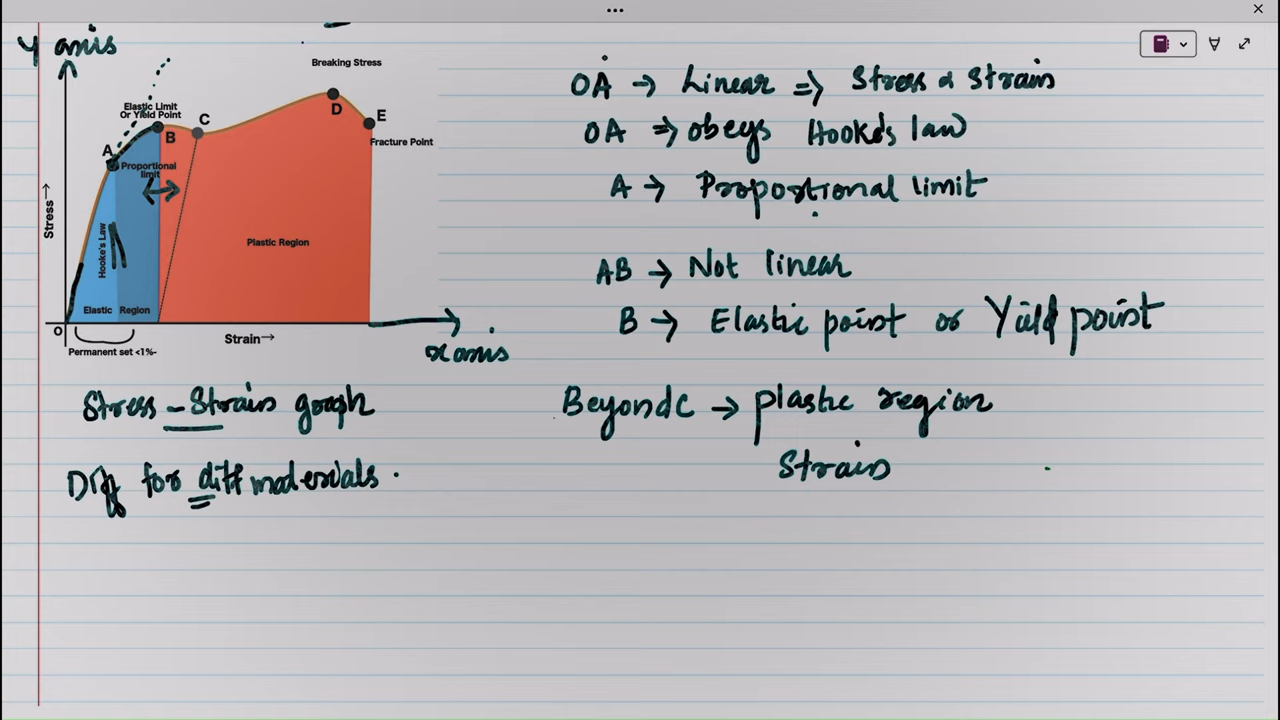 y axis
Breaking Stress
Elastic Limit
Or Yield Point
A
B
C
D
E
Fracture Point
Proportional
limit
Stress→
Hooke's Law
Plastic Region
Elastic Region
O
Strain→
Permanent set <1%-
x axis
Stress - Strain graph
Diff for diff materials.
OA → Linear ⇒ Stress α Strain
OA ⇒ obeys Hooke's law
A → Proportional limit
AB → Not linear
B → Elastic point or Yield point
Beyond C → plastic region
Strain